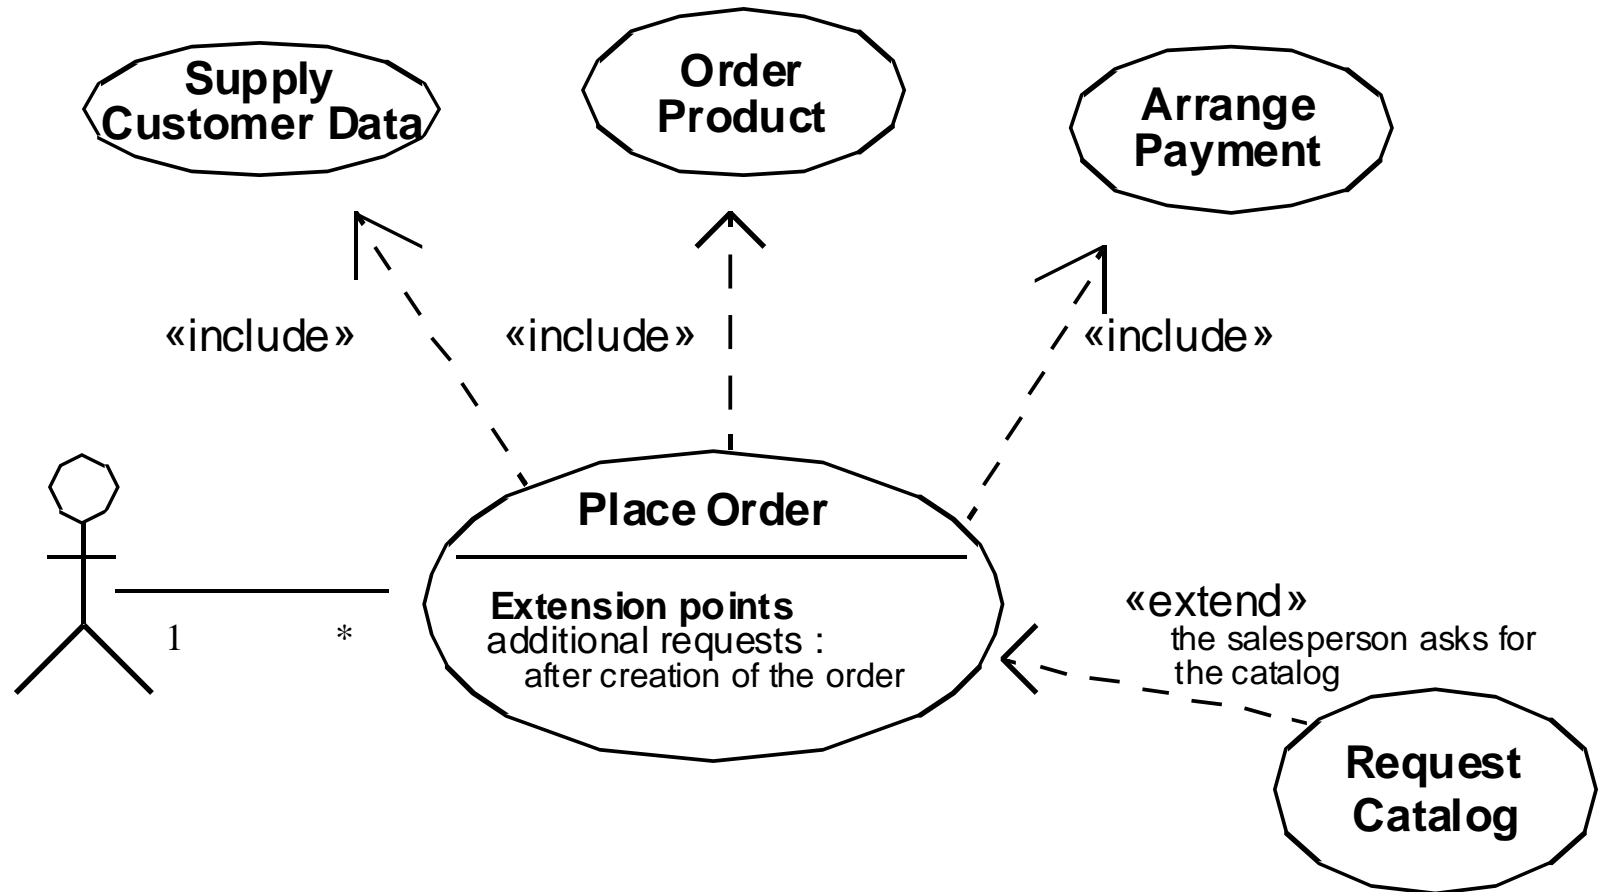 Supply
Customer Data
Order
Product
Arrange
Payment
«include»
«include»
«include»
Place Order
Extension points
additional requests :
after creation of the order
1
*
«extend»
the salesperson asks for
the catalog
Request
Catalog